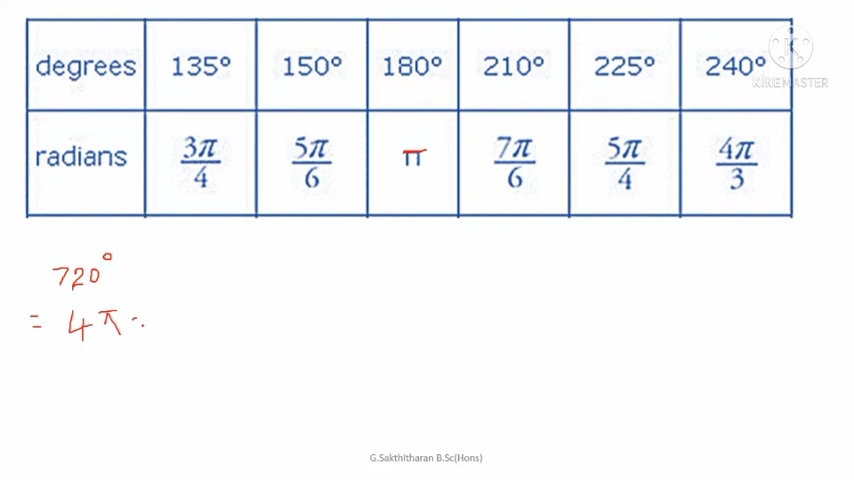 degrees 135° 150° 180° 210° 225° 240°
KINEMASTER
radians 3π/4 5π/6 π 7π/6 5π/4 4π/3
720°
= 4π
G.Sakthitharan B.Sc(Hons)